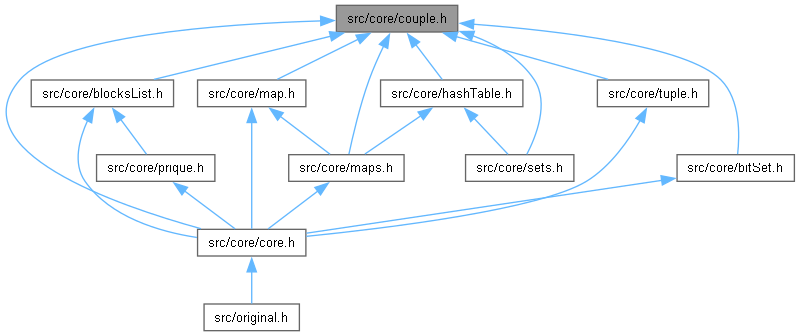 src/core/couple.h
src/core/blocksList.h
src/core/map.h
src/core/hashTable.h
src/core/tuple.h
src/core/prique.h
src/core/maps.h
src/core/sets.h
src/core/bitSet.h
src/core/core.h
src/original.h